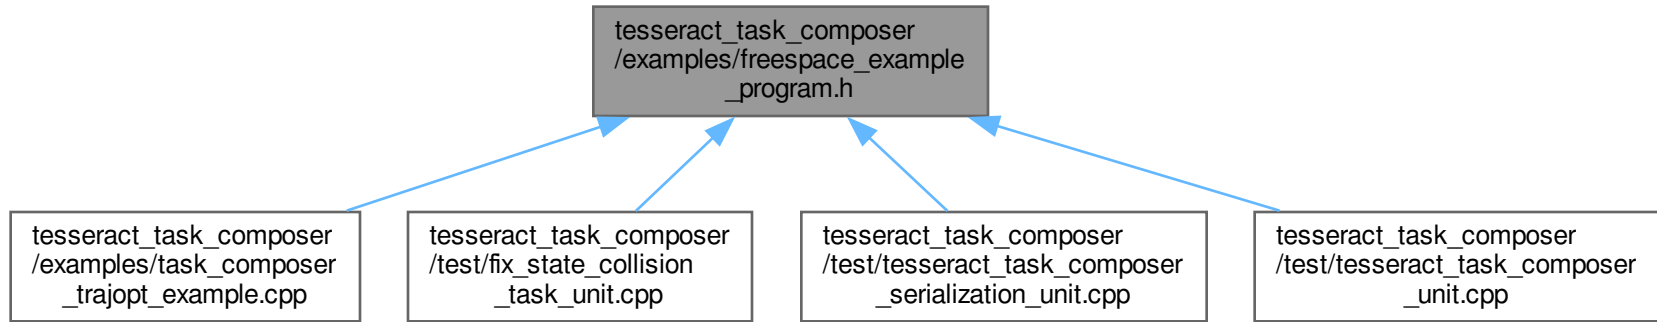 tesseract_task_composer
/examples/freespace_example
_program.h
tesseract_task_composer
/examples/task_composer
_trajopt_example.cpp
tesseract_task_composer
/test/fix_state_collision
_task_unit.cpp
tesseract_task_composer
/test/tesseract_task_composer
_serialization_unit.cpp
tesseract_task_composer
/test/tesseract_task_composer
_unit.cpp